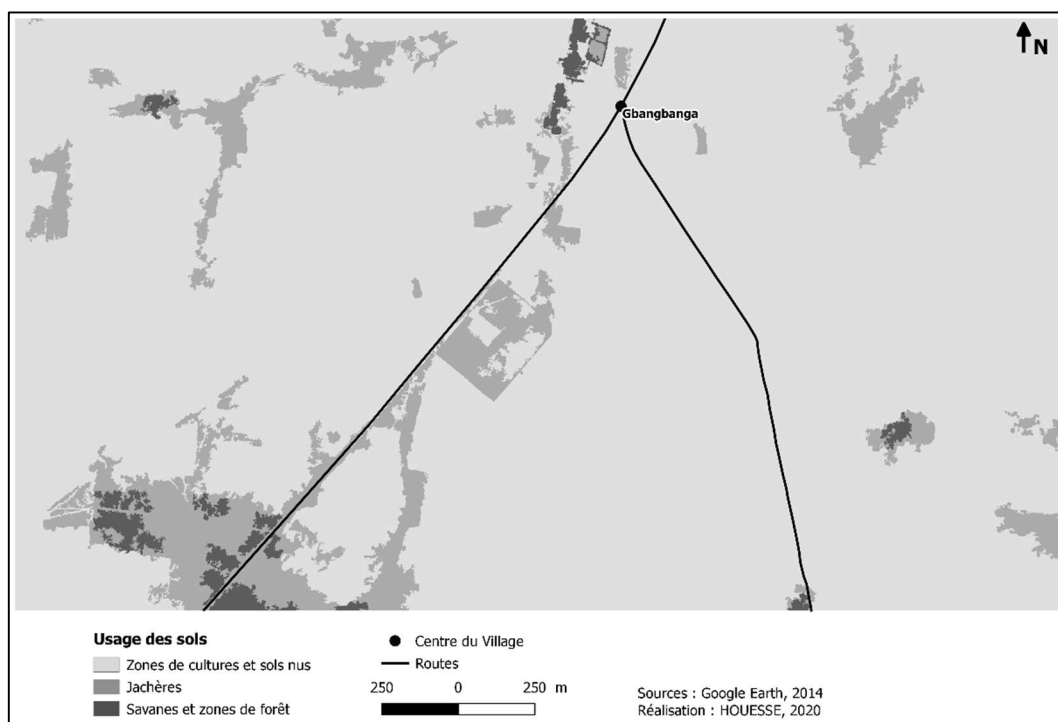 N
Gbangbanga
Usage des sols
Zones de cultures et sols nus
Jachères
Savanes et zones de forêt
Centre du Village
Routes
250 0 250 m
Sources : Google Earth, 2014
Réalisation : HOUESSE, 2020